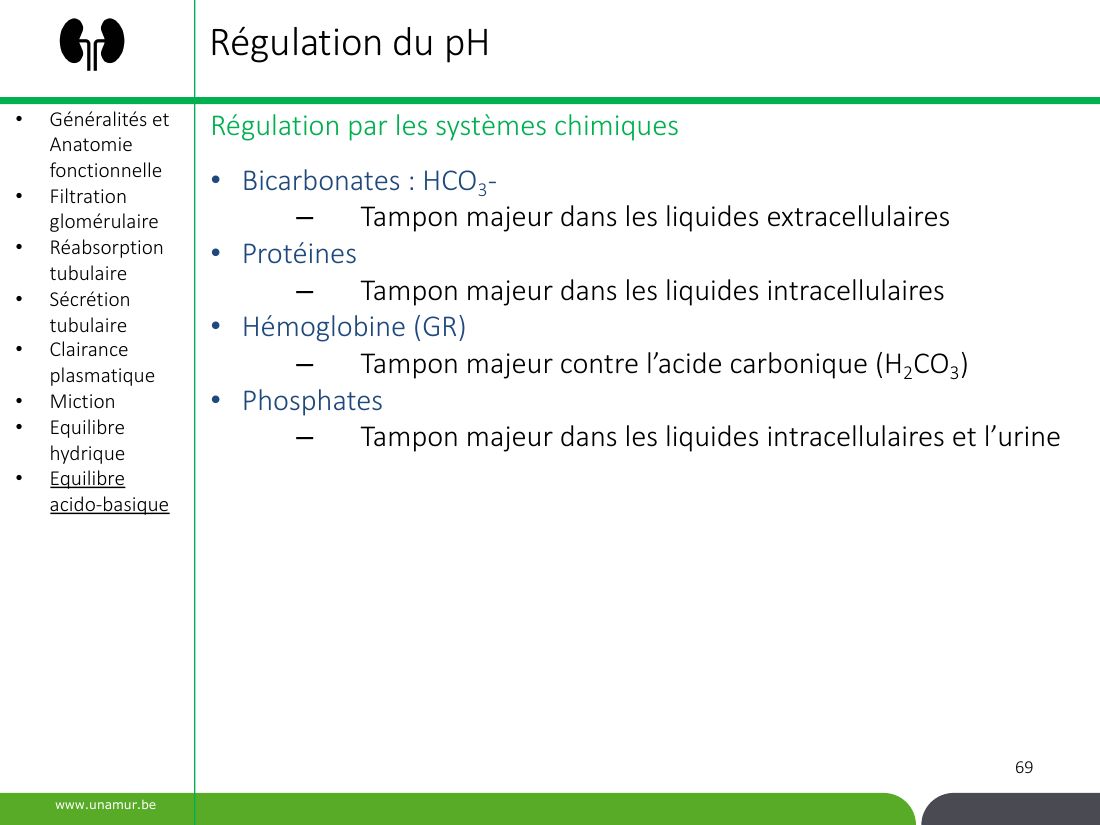 Régulation du pH
• Généralités et
Anatomie
fonctionnelle
• Filtration
glomérulaire
• Réabsorption
tubulaire
• Sécrétion
tubulaire
• Clairance
plasmatique
• Miction
• Equilibre
hydrique
• Equilibre
acido-basique
Régulation par les systèmes chimiques
• Bicarbonates : HCO₃-
– Tampon majeur dans les liquides extracellulaires
• Protéines
– Tampon majeur dans les liquides intracellulaires
• Hémoglobine (GR)
– Tampon majeur contre l’acide carbonique (H₂CO₃)
• Phosphates
– Tampon majeur dans les liquides intracellulaires et l’urine
69
www.unamur.be